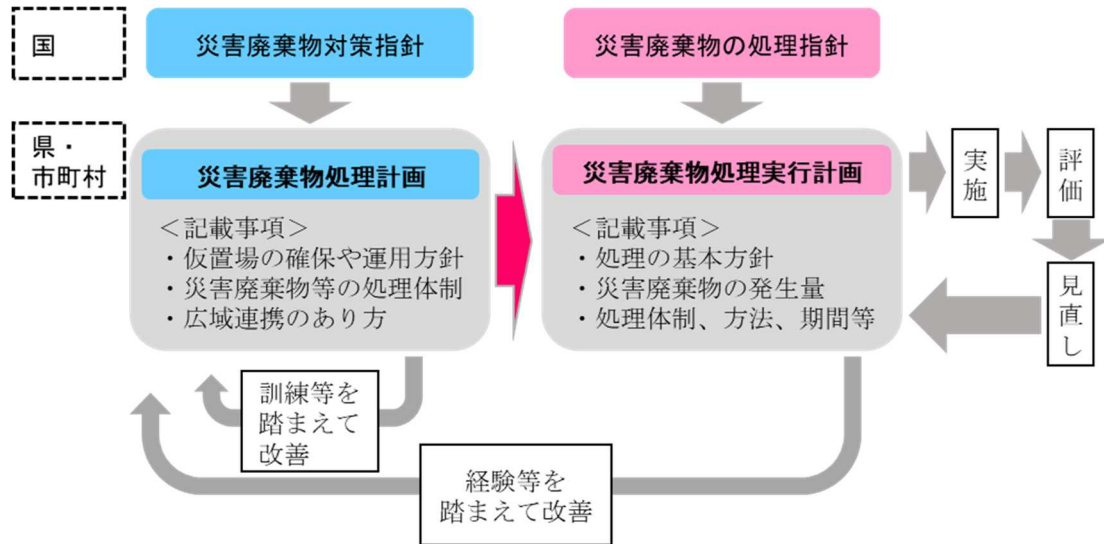 国
災害廃棄物対策指針
災害廃棄物の処理指針
県・
市町村
災害廃棄物処理計画
＜記載事項＞
・仮置場の確保や運用方針
・災害廃棄物等の処理体制
・広域連携のあり方
災害廃棄物処理実行計画
＜記載事項＞
・処理の基本方針
・災害廃棄物の発生量
・処理体制、方法、期間等
実施
評価
見直し
訓練等を
踏まえて
改善
経験等を
踏まえて改善